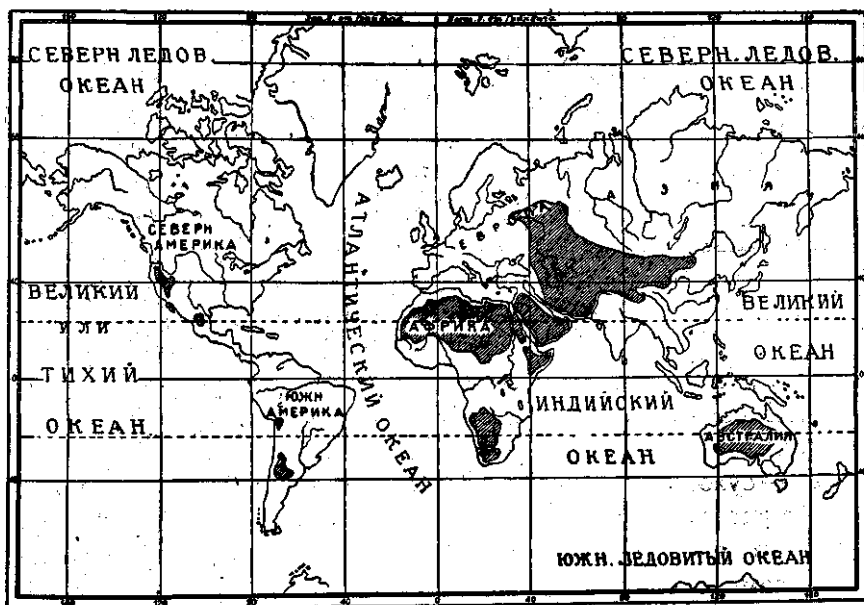 СЕВЕРН. ЛЕДОВ.
ОКЕАН
СЕВЕРН. ЛЕДОВ.
ОКЕАН
СЕВЕРН
АМЕРИКА
ЕВРОПА
АЗИЯ
АТЛАНТИЧЕСКИЙ ОКЕАН
ВЕЛИКИЙ
ИЛИ
ТИХИЙ
ОКЕАН
АФРИКА
ВЕЛИКИЙ
ОКЕАН
ЮЖН
АМЕРИКА
ИНДИЙСКИЙ
ОКЕАН
АВСТРАЛИЯ
ЮЖН. ЛЕДОВИТЫЙ ОКЕАН